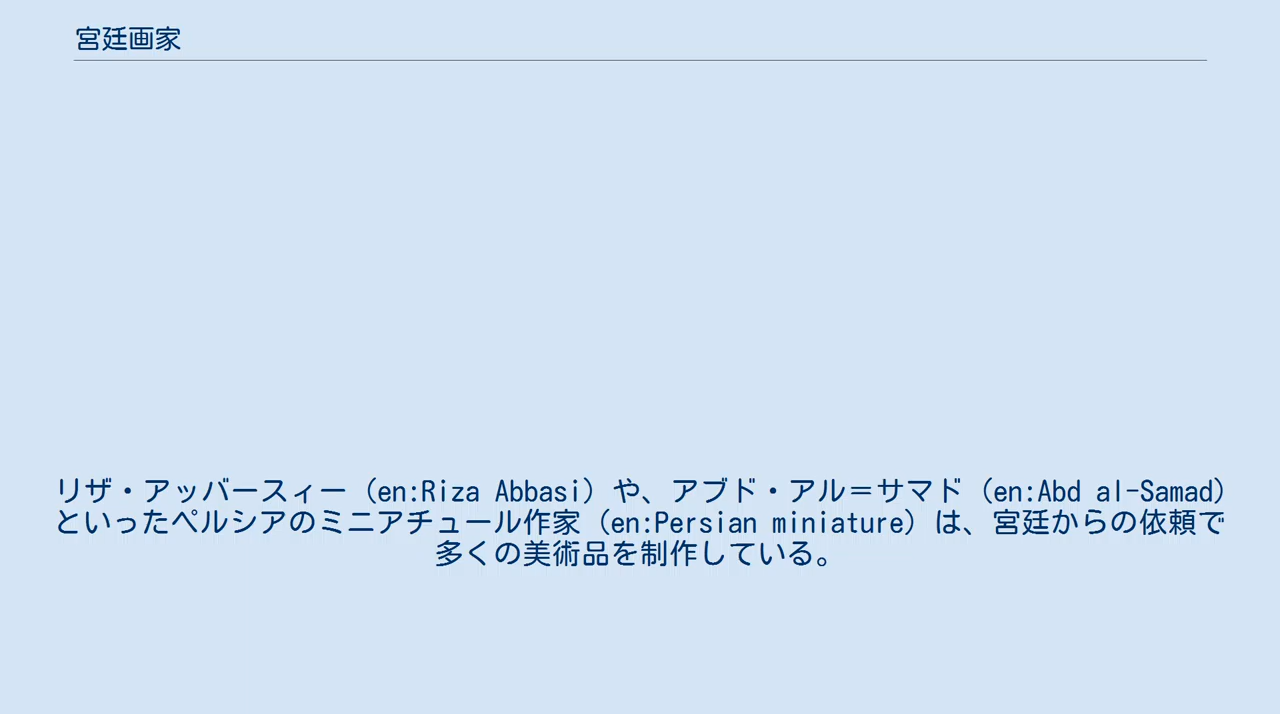 宮廷画家
リザ・アッバースィー（en:Riza Abbasi）や、アブド・アル＝サマド（en:Abd al-Samad）
といったペルシアのミニアチュール作家（en:Persian miniature）は、宮廷からの依頼で
多くの美術品を制作している。